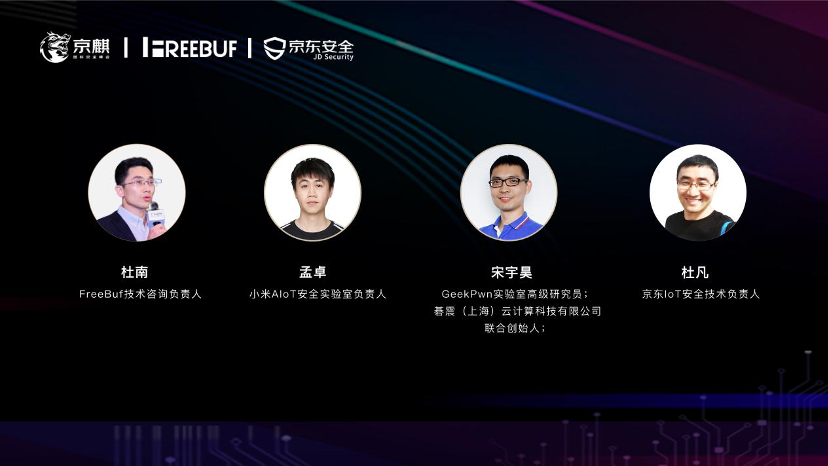 京麒
FREEBUF
京东安全
JD Security
杜南
FreeBuf技术咨询负责人
孟卓
小米AIoT安全实验室负责人
宋宇昊
GeekPwn实验室高级研究员；
碁震（上海）云计算科技有限公司
联合创始人；
杜凡
京东IoT安全技术负责人